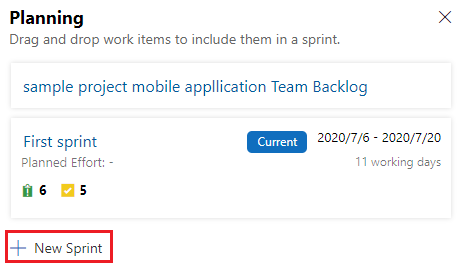 Planning
Drag and drop work items to include them in a sprint.
sample project mobile appllication Team Backlog
First sprint Current 2020/7/6 - 2020/7/20
Planned Effort: - 11 working days
6 5
New Sprint